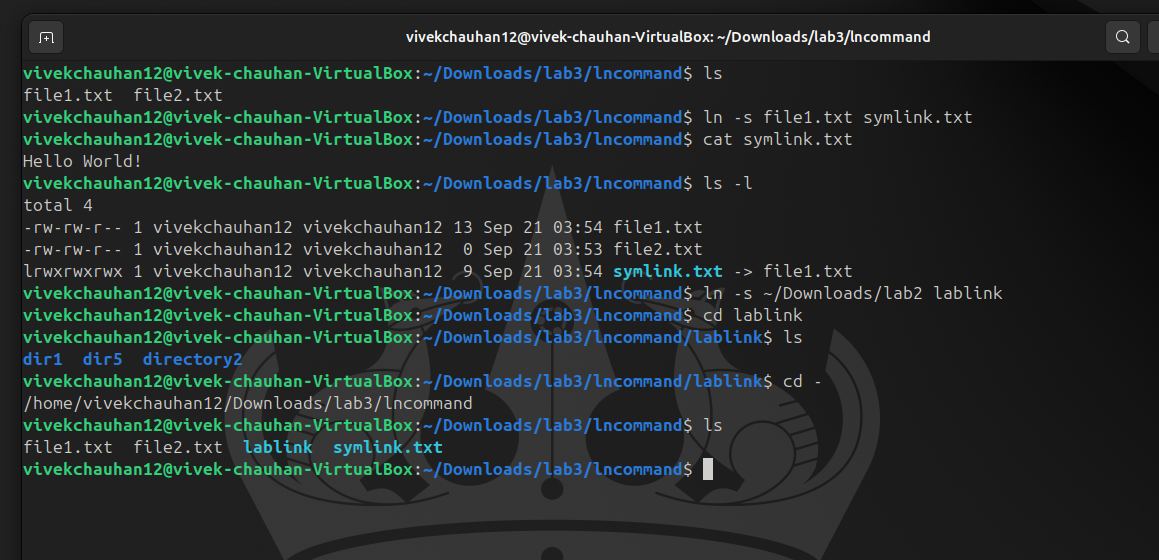 vivekchauhan12@vivek-chauhan-VirtualBox: ~/Downloads/lab3/lncommand
vivekchauhan12@vivek-chauhan-VirtualBox:~/Downloads/lab3/lncommand$ ls
file1.txt  file2.txt
vivekchauhan12@vivek-chauhan-VirtualBox:~/Downloads/lab3/lncommand$ ln -s file1.txt symlink.txt
vivekchauhan12@vivek-chauhan-VirtualBox:~/Downloads/lab3/lncommand$ cat symlink.txt
Hello World!
vivekchauhan12@vivek-chauhan-VirtualBox:~/Downloads/lab3/lncommand$ ls -l
total 4
-rw-rw-r-- 1 vivekchauhan12 vivekchauhan12 13 Sep 21 03:54 file1.txt
-rw-rw-r-- 1 vivekchauhan12 vivekchauhan12  0 Sep 21 03:53 file2.txt
lrwxrwxrwx 1 vivekchauhan12 vivekchauhan12  9 Sep 21 03:54 symlink.txt -> file1.txt
vivekchauhan12@vivek-chauhan-VirtualBox:~/Downloads/lab3/lncommand$ ln -s ~/Downloads/lab2 lablink
vivekchauhan12@vivek-chauhan-VirtualBox:~/Downloads/lab3/lncommand$ cd lablink
vivekchauhan12@vivek-chauhan-VirtualBox:~/Downloads/lab3/lncommand/lablink$ ls
dir1  dir5  directory2
vivekchauhan12@vivek-chauhan-VirtualBox:~/Downloads/lab3/lncommand/lablink$ cd -
/home/vivekchauhan12/Downloads/lab3/lncommand
vivekchauhan12@vivek-chauhan-VirtualBox:~/Downloads/lab3/lncommand$ ls
file1.txt  file2.txt  lablink  symlink.txt
vivekchauhan12@vivek-chauhan-VirtualBox:~/Downloads/lab3/lncommand$